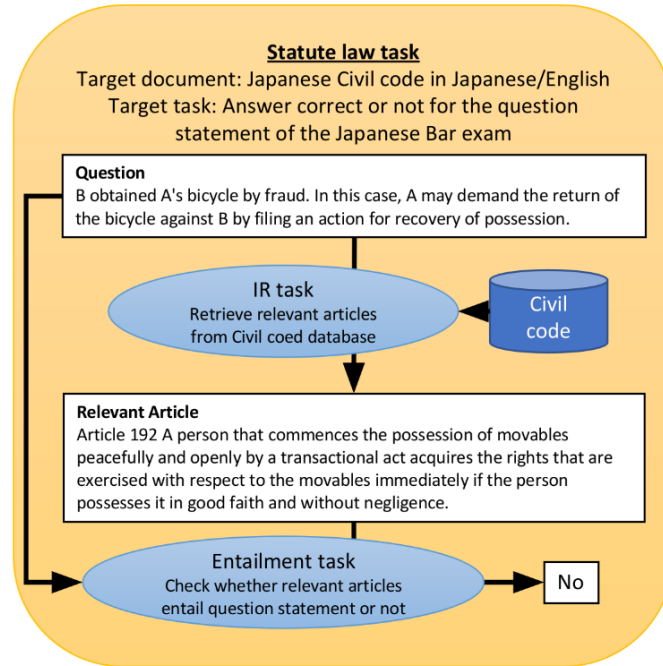 Statute law task
Target document: Japanese Civil code in Japanese/English
Target task: Answer correct or not for the question
statement of the Japanese Bar exam
Question
B obtained A's bicycle by fraud. In this case, A may demand the return of
the bicycle against B by filing an action for recovery of possession.
IR task
Retrieve relevant articles
from Civil coed database
Civil
code
Relevant Article
Article 192 A person that commences the possession of movables
peacefully and openly by a transactional act acquires the rights that are
exercised with respect to the movables immediately if the person
possesses it in good faith and without negligence.
Entailment task
Check whether relevant articles
entail question statement or not
No